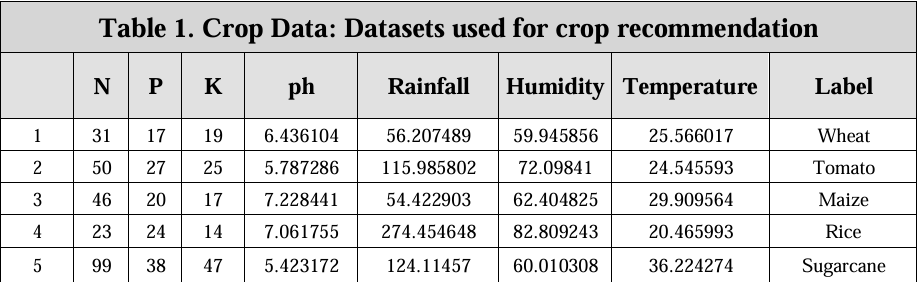 Table 1. Crop Data: Datasets used for crop recommendation
N P K ph Rainfall Humidity Temperature Label
1 31 17 19 6.436104 56.207489 59.945856 25.566017 Wheat
2 50 27 25 5.787286 115.985802 72.09841 24.545593 Tomato
3 46 20 17 7.228441 54.422903 62.404825 29.909564 Maize
4 23 24 14 7.061755 274.454648 82.809243 20.465993 Rice
5 99 38 47 5.423172 124.11457 60.010308 36.224274 Sugarcane